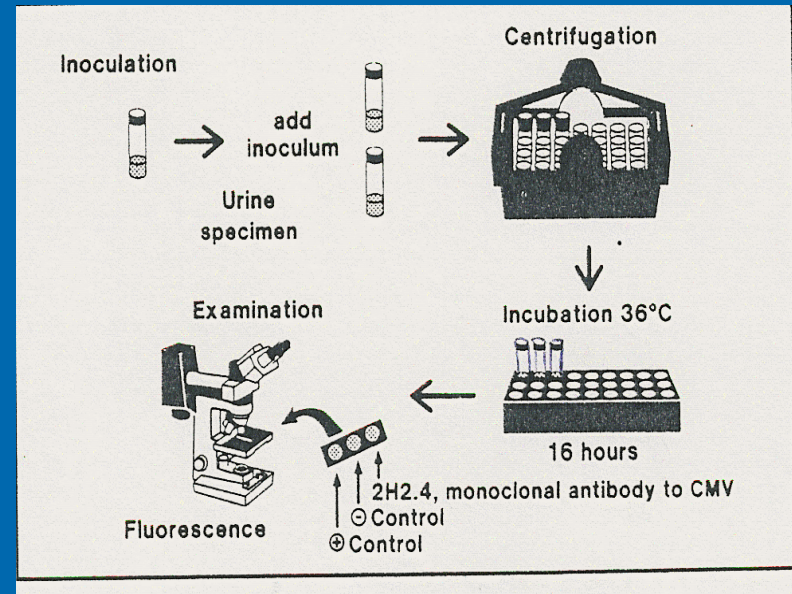 Inoculation
add
inoculum
Urine
specimen
Centrifugation
Incubation 36°C
16 hours
Examination
2H2.4, monoclonal antibody to CMV
⊖ Control
⊕ Control
Fluorescence